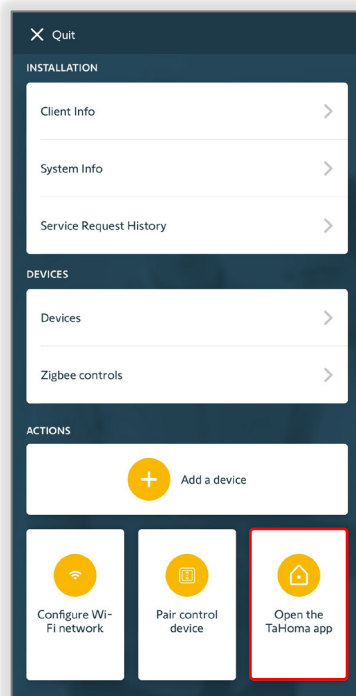 Quit
INSTALLATION
Client Info
System Info
Service Request History
DEVICES
Devices
Zigbee controls
ACTIONS
Add a device
Configure Wi-
Fi network
Pair control
device
Open the
TaHoma app